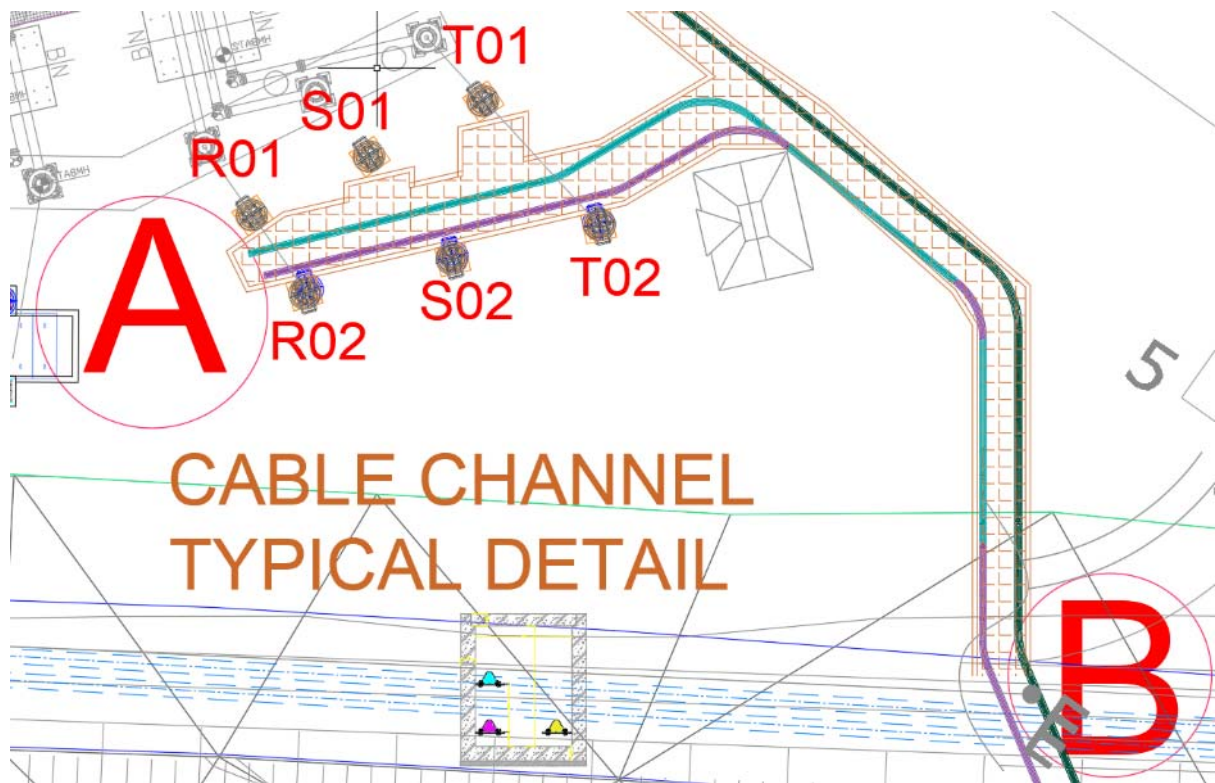 T01
S01
R01
A
T02
S02
R02
5
CABLE CHANNEL
TYPICAL DETAIL
B